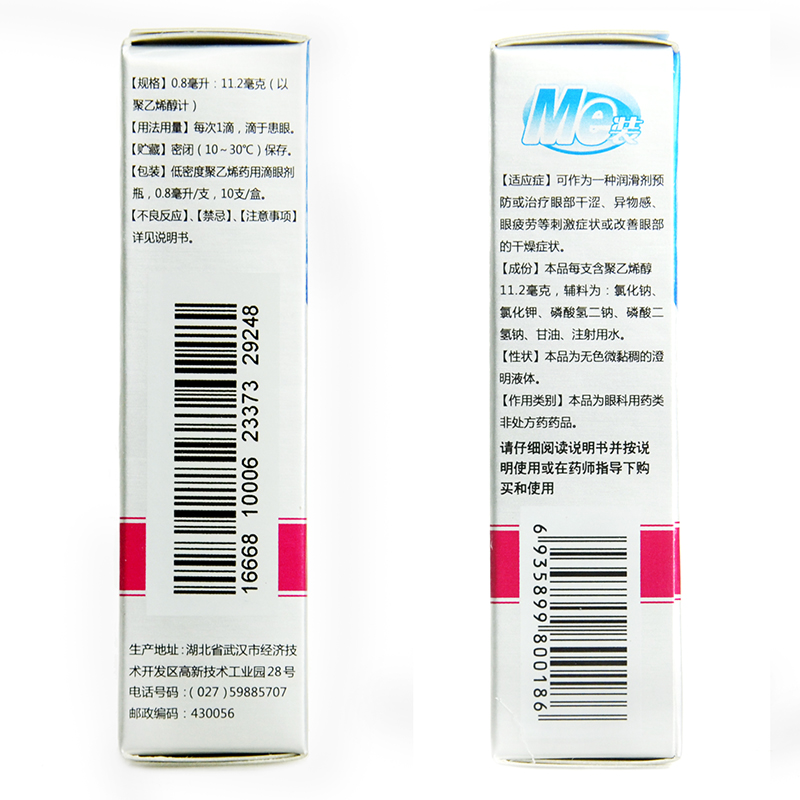 【规格】0.8毫升：11.2毫克（以
聚乙烯醇计）
【用法用量】每次1滴，滴于患眼。
【贮藏】密闭（10～30℃）保存。
【包装】低密度聚乙烯药用滴眼剂
瓶，0.8毫升/支，10支/盒。
【不良反应】、【禁忌】、【注意事项】
详见说明书。
16668 10006 23373 29248
生产地址：湖北省武汉市经济技
术开发区高新技术工业园28号
电话号码：（027）59885707
邮政编码：430056
Me装
【适应症】可作为一种润滑剂预
防或治疗眼部干涩、异物感、
眼疲劳等刺激症状或改善眼部
的干燥症状。
【成份】本品每支含聚乙烯醇
11.2毫克，辅料为：氯化钠、
氯化钾、磷酸氢二钠、磷酸二
氢钠、甘油、注射用水。
【性状】本品为无色微黏稠的澄
明液体。
【作用类别】本品为眼科用药类
非处方药药品。
请仔细阅读说明书并按说
明使用或在药师指导下购
买和使用
6 935899 800186